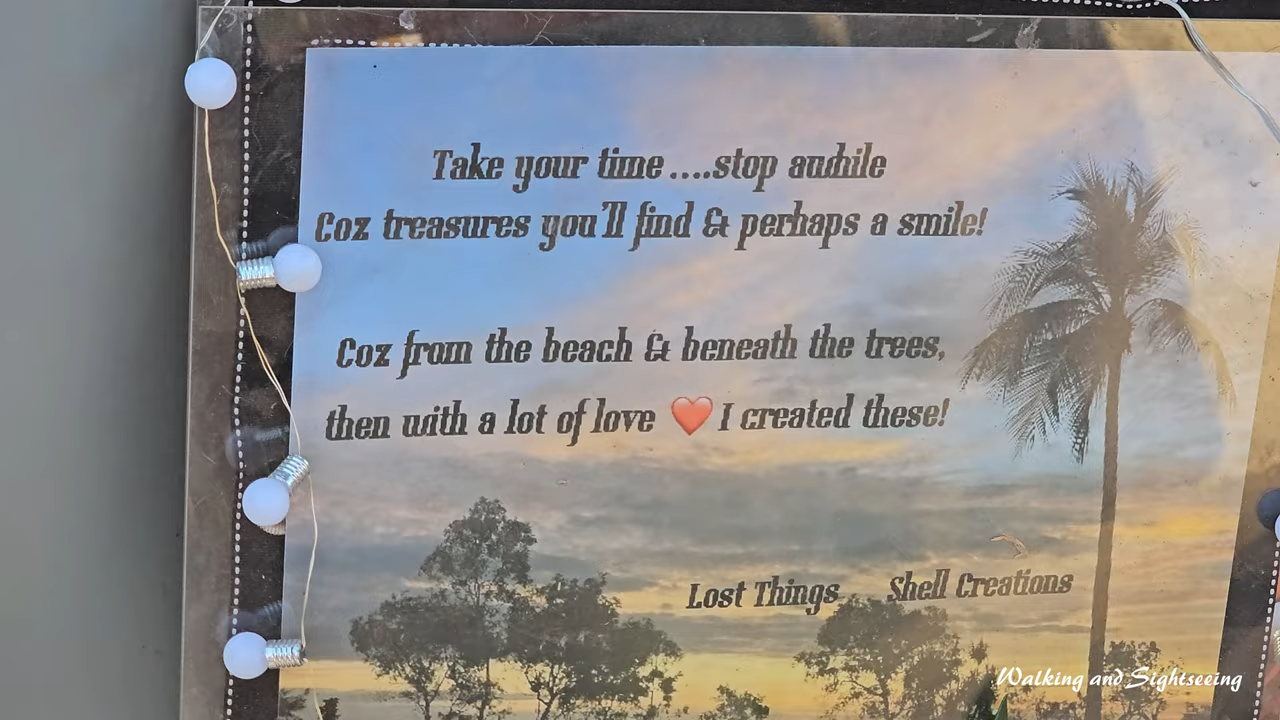 Take your time ....stop awhile
Coz treasures you'll find & perhaps a smile!
Coz from the beach & beneath the trees,
then with a lot of love ❤️ I created these!
Lost Things    Shell Creations
Walking and Sightseeing